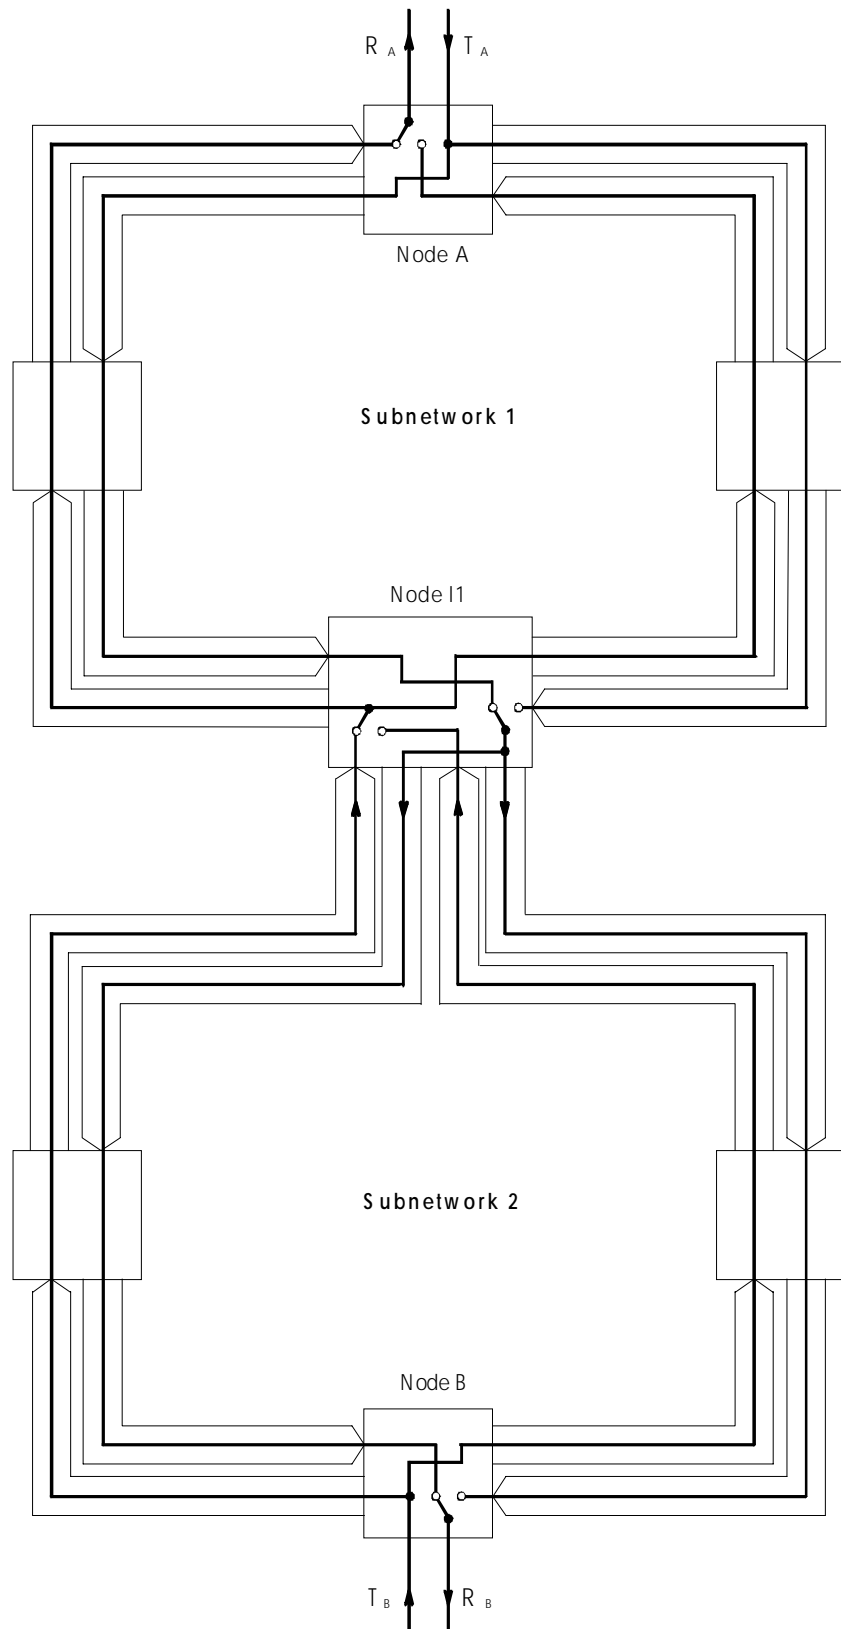 R A T A
Node A
Subnetwork 1
Node I1
Subnetwork 2
Node B
T B R B